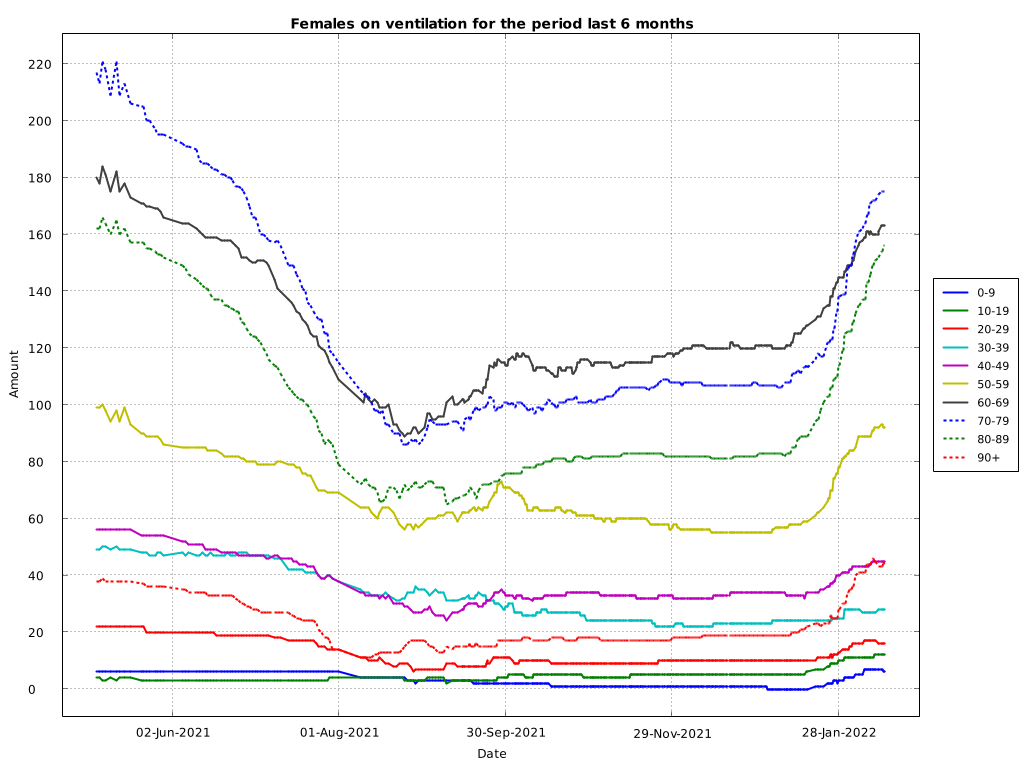 Females on ventilation for the period last 6 months
Amount
220
200
180
160
140
120
100
80
60
40
20
0
02-Jun-2021
01-Aug-2021
30-Sep-2021
29-Nov-2021
28-Jan-2022
Date
0-9
10-19
20-29
30-39
40-49
50-59
60-69
70-79
80-89
90+